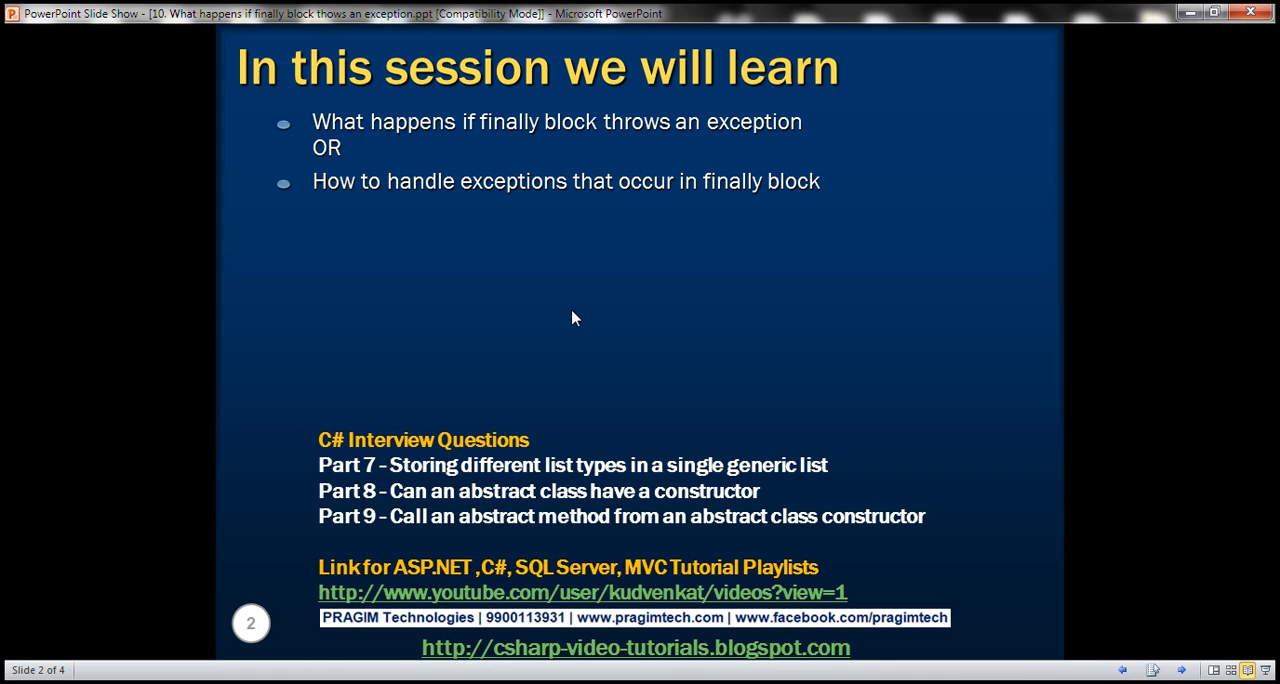 PowerPoint Slide Show - [10. What happens if finally block thows an exception.ppt [Compatibility Mode]] - Microsoft PowerPoint
In this session we will learn
What happens if finally block throws an exception
OR
How to handle exceptions that occur in finally block
C# Interview Questions
Part 7 - Storing different list types in a single generic list
Part 8 - Can an abstract class have a constructor
Part 9 - Call an abstract method from an abstract class constructor
Link for ASP.NET ,C#, SQL Server, MVC Tutorial Playlists
http://www.youtube.com/user/kudvenkat/videos?view=1
2
PRAGIM Technologies | 9900113931 | www.pragimtech.com | www.facebook.com/pragimtech
http://csharp-video-tutorials.blogspot.com
Slide 2 of 4